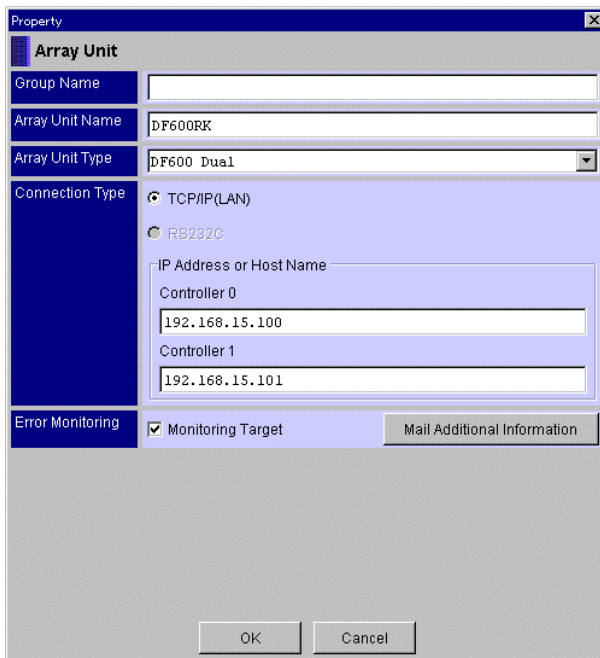 Property
Array Unit
Group Name
Array Unit Name
DF600RK
Array Unit Type
DF600 Dual
Connection Type
TCP/IP(LAN)
RS232C
IP Address or Host Name
Controller 0
192.168.15.100
Controller 1
192.168.15.101
Error Monitoring
Monitoring Target
Mail Additional Information
OK
Cancel